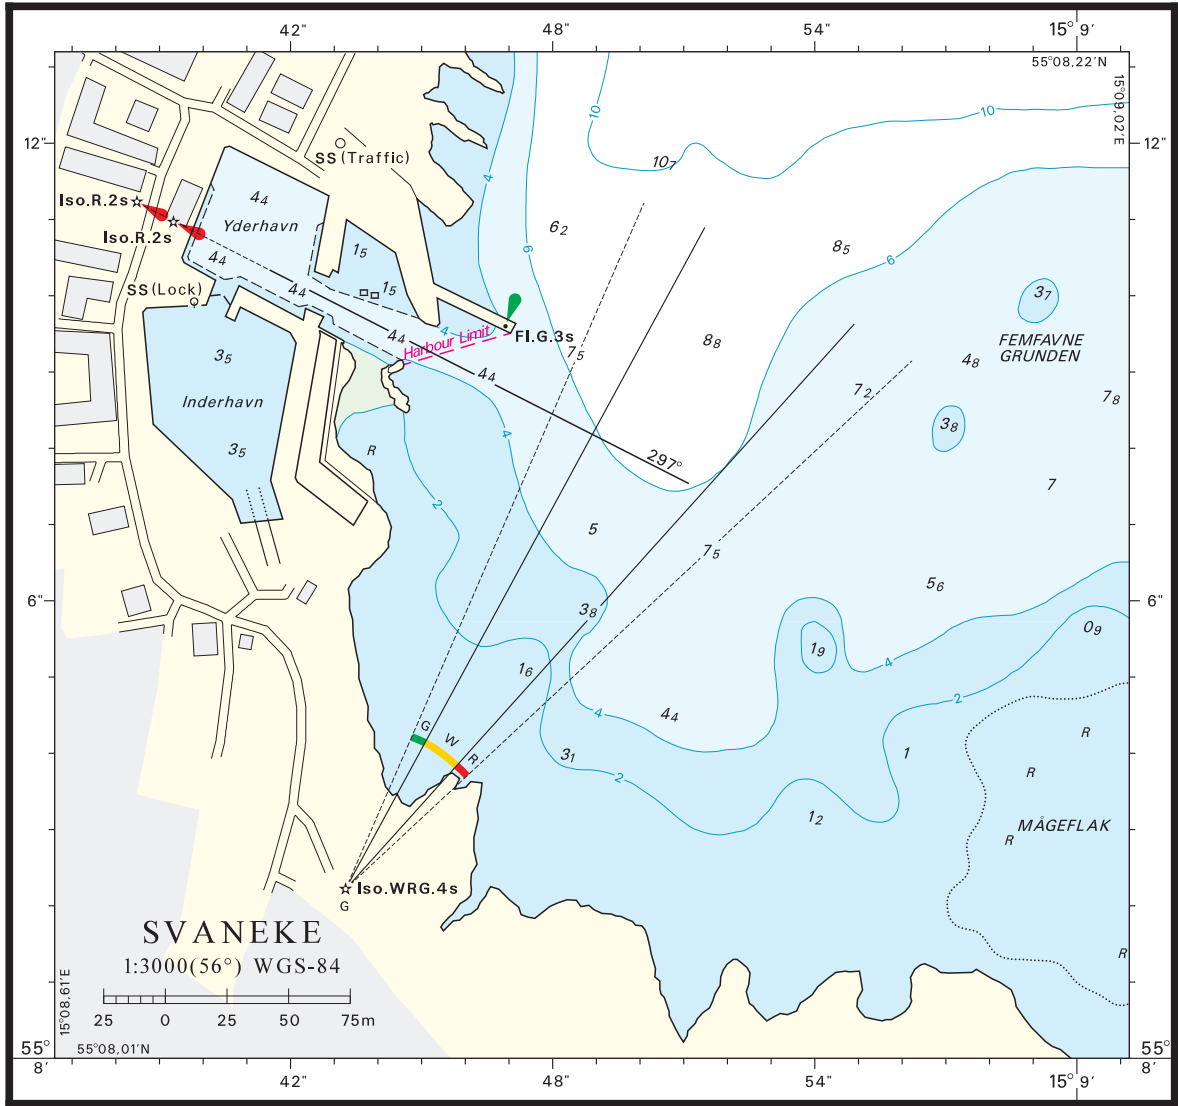 42" 48" 54" 15° 9'
55°08,22'N
15°09,02'E
12" 12"
10
10
10₇
SS (Traffic)
4
4₄
Iso.R.2s
Yderhavn
6₂
Iso.R.2s
8₅
6
1₅
4₄
6
SS (Lock)
4₄
1₅
3₇
4
4₄
Fl.G.3s
Harbour Limit
8₈
FEMFAVNE
GRUNDEN
7₅
3₅
4₈
4₄
7₂
7₈
Inderhavn
3₈
4
3₅
R
297°
7
2
5
7₅
5₆
6" 6"
3₈
0₉
1₉
1₆
4
2
4
4₄
G
W
R
3₁
1
R
2
R
1₂
MÅGEFLAK
R
Iso.WRG.4s
G
SVANEKE
R
1:3000(56°) WGS-84
15°08,61'E
25 0 25 50 75m
55°08,01'N
55° 8' 55° 8'
42" 48" 54" 15° 9'